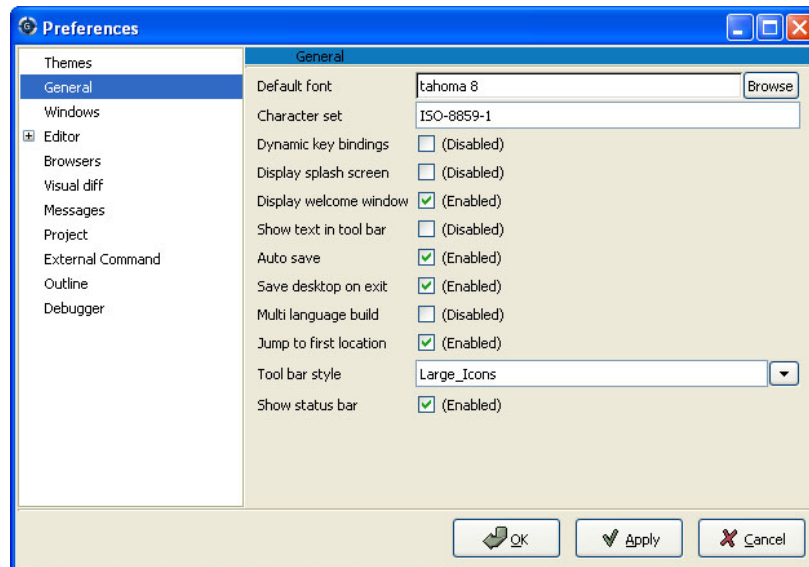 Preferences
Themes
General
Windows
Editor
Browsers
Visual diff
Messages
Project
External Command
Outline
Debugger
General
Default font tahoma 8 Browse
Character set ISO-8859-1
Dynamic key bindings (Disabled)
Display splash screen (Disabled)
Display welcome window (Enabled)
Show text in tool bar (Disabled)
Auto save (Enabled)
Save desktop on exit (Enabled)
Multi language build (Disabled)
Jump to first location (Enabled)
Tool bar style Large_Icons
Show status bar (Enabled)
OK Apply Cancel